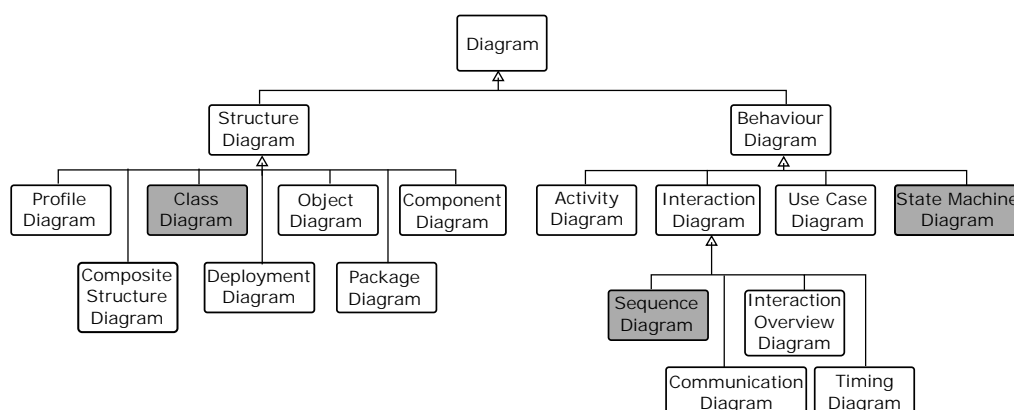 Diagram
Structure
Diagram
Behaviour
Diagram
Profile
Diagram
Class
Diagram
Object
Diagram
Component
Diagram
Activity
Diagram
Interaction
Diagram
Use Case
Diagram
State Machine
Diagram
Composite
Structure
Diagram
Deployment
Diagram
Package
Diagram
Sequence
Diagram
Interaction
Overview
Diagram
Communication
Diagram
Timing
Diagram